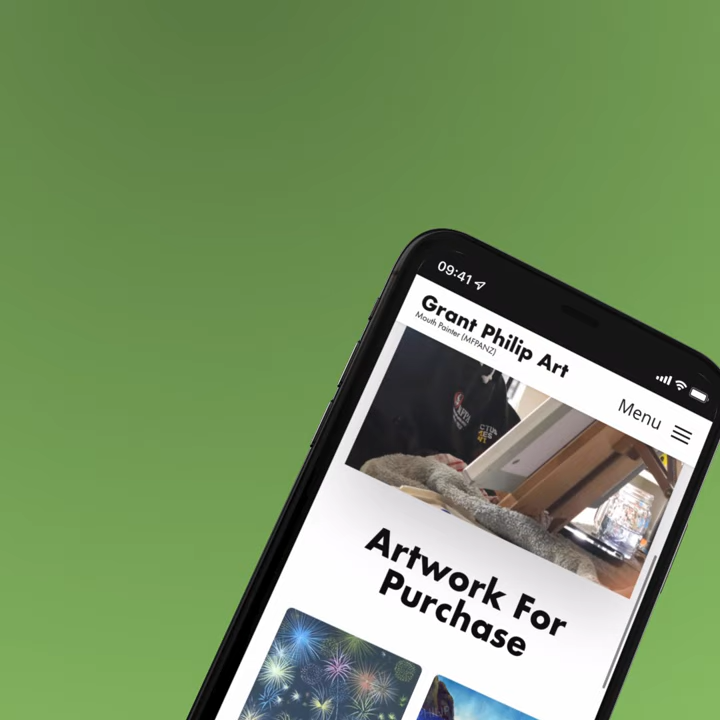 09:41
Grant Philip Art
Mouth Painter (MFPANZ)
Menu
Artwork For
Purchase